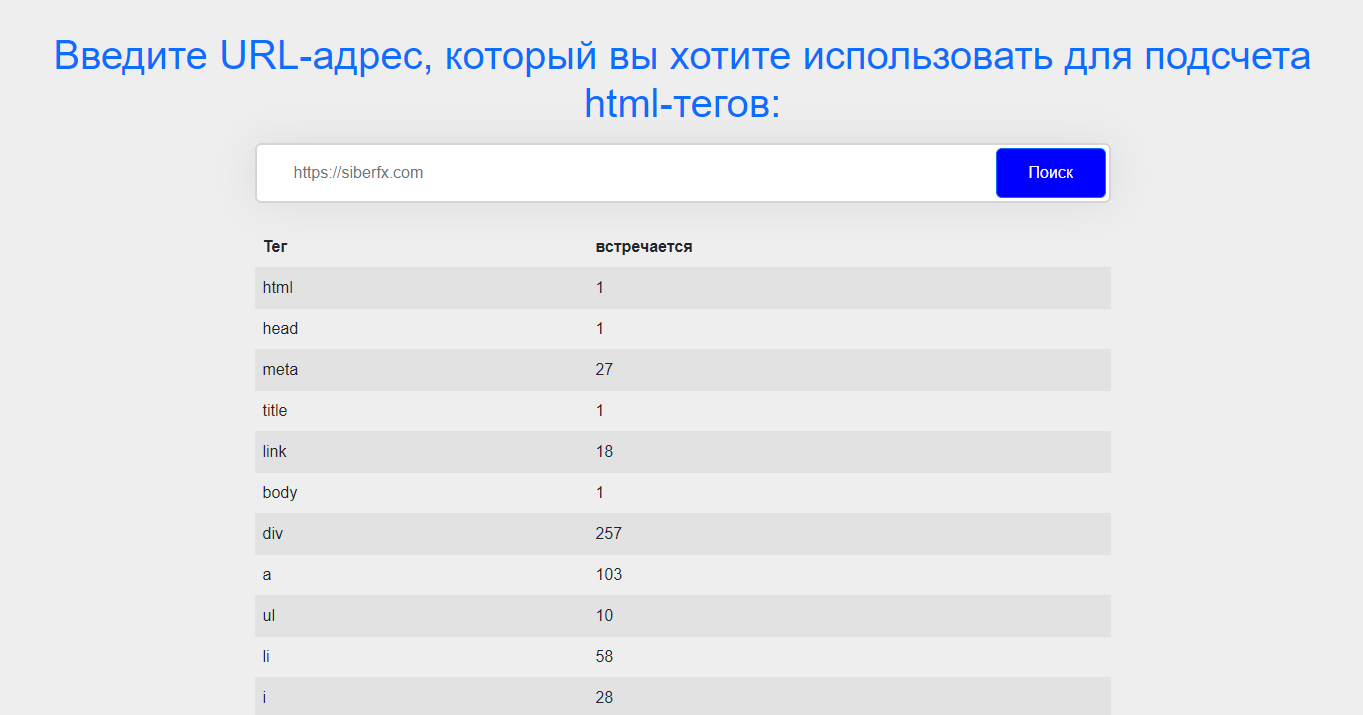 Введите URL-адрес, который вы хотите использовать для подсчета
html-тегов:
https://siberfx.com Поиск
Тег встречается
html 1
head 1
meta 27
title 1
link 18
body 1
div 257
a 103
ul 10
li 58
i 28